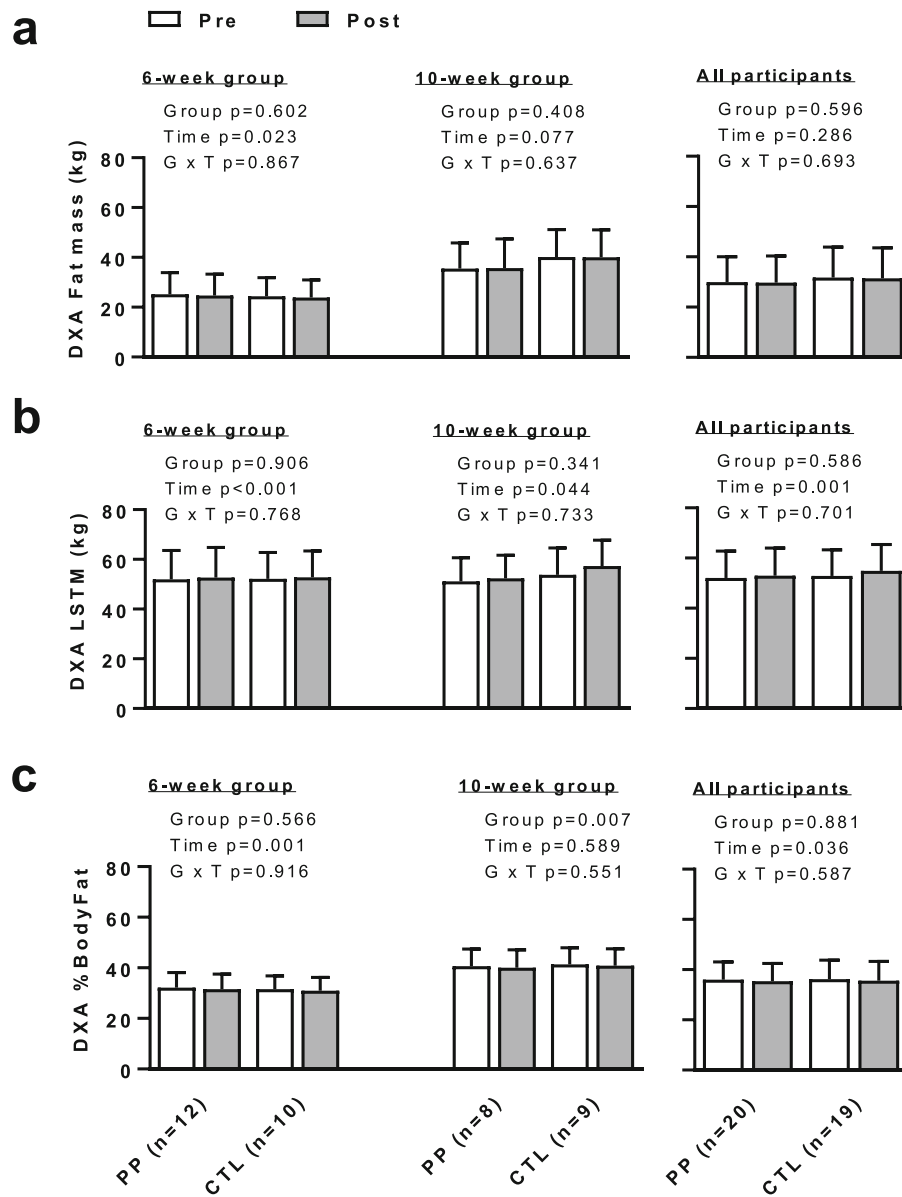 a
Pre Post
6-week group
Group p=0.602
Time p=0.023
G x T p=0.867
10-week group
Group p=0.408
Time p=0.077
G x T p=0.637
All participants
Group p=0.596
Time p=0.286
G x T p=0.693
DXA Fat mass (kg)
80
60
40
20
0
b
6-week group
Group p=0.906
Time p<0.001
G x T p=0.768
10-week group
Group p=0.341
Time p=0.044
G x T p=0.733
All participants
Group p=0.586
Time p=0.001
G x T p=0.701
DXA LSTM (kg)
80
60
40
20
0
c
6-week group
Group p=0.566
Time p=0.001
G x T p=0.916
10-week group
Group p=0.007
Time p=0.589
G x T p=0.551
All participants
Group p=0.881
Time p=0.036
G x T p=0.587
DXA % BodyFat
80
60
40
20
0
PP (n=12)
CTL (n=10)
PP (n=8)
CTL (n=9)
PP (n=20)
CTL (n=19)